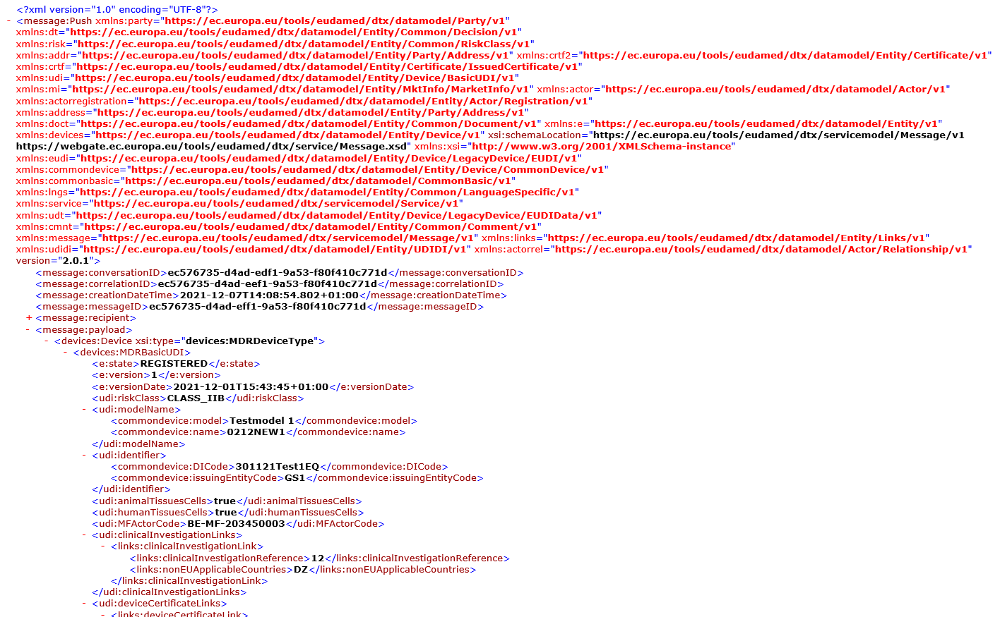 <?xml version="1.0" encoding="UTF-8"?>
- <message:Push xmlns:party="https://ec.europa.eu/tools/eudamed/dtx/datamodel/Party/v1"
xmlns:dt="https://ec.europa.eu/tools/eudamed/dtx/datamodel/Entity/Common/Decision/v1"
xmlns:risk="https://ec.europa.eu/tools/eudamed/dtx/datamodel/Entity/Common/RiskClass/v1"
xmlns:addr="https://ec.europa.eu/tools/eudamed/dtx/datamodel/Entity/Party/Address/v1" xmlns:crtf2="https://ec.europa.eu/tools/eudamed/dtx/datamodel/Entity/Certificate/v1"
xmlns:crtf="https://ec.europa.eu/tools/eudamed/dtx/datamodel/Entity/Certificate/IssuedCertificate/v1"
xmlns:udi="https://ec.europa.eu/tools/eudamed/dtx/datamodel/Entity/Device/BasicUDI/v1"
xmlns:mi="https://ec.europa.eu/tools/eudamed/dtx/datamodel/Entity/MktInfo/MarketInfo/v1" xmlns:actor="https://ec.europa.eu/tools/eudamed/dtx/datamodel/Actor/v1"
xmlns:actorregistration="https://ec.europa.eu/tools/eudamed/dtx/datamodel/Entity/Actor/Registration/v1"
xmlns:address="https://ec.europa.eu/tools/eudamed/dtx/datamodel/Entity/Party/Address/v1"
xmlns:doct="https://ec.europa.eu/tools/eudamed/dtx/datamodel/Entity/Common/Document/v1" xmlns:e="https://ec.europa.eu/tools/eudamed/dtx/datamodel/Entity/v1"
xmlns:devices="https://ec.europa.eu/tools/eudamed/dtx/datamodel/Entity/Device/v1" xsi:schemaLocation="https://ec.europa.eu/tools/eudamed/dtx/servicemodel/Message/v1
https://webgate.ec.europa.eu/tools/eudamed/dtx/service/Message.xsd" xmlns:xsi="http://www.w3.org/2001/XMLSchema-instance"
xmlns:eudi="https://ec.europa.eu/tools/eudamed/dtx/datamodel/Entity/Device/LegacyDevice/EUDI/v1"
xmlns:commondevice="https://ec.europa.eu/tools/eudamed/dtx/datamodel/Entity/Device/CommonDevice/v1"
xmlns:commonbasic="https://ec.europa.eu/tools/eudamed/dtx/datamodel/CommonBasic/v1"
xmlns:lngs="https://ec.europa.eu/tools/eudamed/dtx/datamodel/Entity/Common/LanguageSpecific/v1"
xmlns:service="https://ec.europa.eu/tools/eudamed/dtx/servicemodel/Service/v1"
xmlns:udt="https://ec.europa.eu/tools/eudamed/dtx/datamodel/Entity/Device/LegacyDevice/EUDIData/v1"
xmlns:cmnt="https://ec.europa.eu/tools/eudamed/dtx/datamodel/Entity/Common/Comment/v1"
xmlns:message="https://ec.europa.eu/tools/eudamed/dtx/servicemodel/Message/v1" xmlns:links="https://ec.europa.eu/tools/eudamed/dtx/datamodel/Entity/Links/v1"
xmlns:udidi="https://ec.europa.eu/tools/eudamed/dtx/datamodel/Entity/UDIDI/v1" xmlns:actorrel="https://ec.europa.eu/tools/eudamed/dtx/datamodel/Actor/Relationship/v1"
version="2.0.1">
<message:conversationID>ec576735-d4ad-edf1-9a53-f80f410c771d</message:conversationID>
<message:correlationID>ec576735-d4ad-eef1-9a53-f80f410c771d</message:correlationID>
<message:creationDateTime>2021-12-07T14:08:54.802+01:00</message:creationDateTime>
<message:messageID>ec576735-d4ad-eff1-9a53-f80f410c771d</message:messageID>
+ <message:recipient>
- <message:payload>
- <devices:Device xsi:type="devices:MDRDeviceType">
- <devices:MDRBasicUDI>
<e:state>REGISTERED</e:state>
<e:version>1</e:version>
<e:versionDate>2021-12-01T15:43:45+01:00</e:versionDate>
<udi:riskClass>CLASS_IIB</udi:riskClass>
- <udi:modelName>
<commondevice:model>Testmodel 1</commondevice:model>
<commondevice:name>0212NEW1</commondevice:name>
</udi:modelName>
- <udi:identifier>
<commondevice:DICode>301121Test1EQ</commondevice:DICode>
<commondevice:issuingEntityCode>GS1</commondevice:issuingEntityCode>
</udi:identifier>
<udi:animalTissuesCells>true</udi:animalTissuesCells>
<udi:humanTissuesCells>true</udi:humanTissuesCells>
<udi:MFActorCode>BE-MF-203450003</udi:MFActorCode>
- <udi:clinicalInvestigationLinks>
- <links:clinicalInvestigationLink>
<links:clinicalInvestigationReference>12</links:clinicalInvestigationReference>
<links:nonEUApplicableCountries>DZ</links:nonEUApplicableCountries>
</links:clinicalInvestigationLink>
</udi:clinicalInvestigationLinks>
- <udi:deviceCertificateLinks>
- <links:deviceCertificateLink>